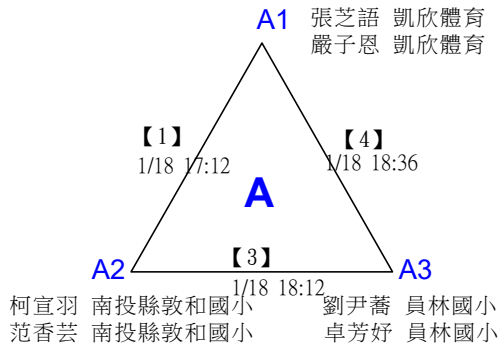 A1
張芝語 凱欣體育
嚴子恩 凱欣體育
【1】
1/18 17:12
【4】
1/18 18:36
A
【3】
1/18 18:12
A2
A3
柯宣羽 南投縣敦和國小
范香芸 南投縣敦和國小
劉尹蕎 員林國小
卓芳妤 員林國小